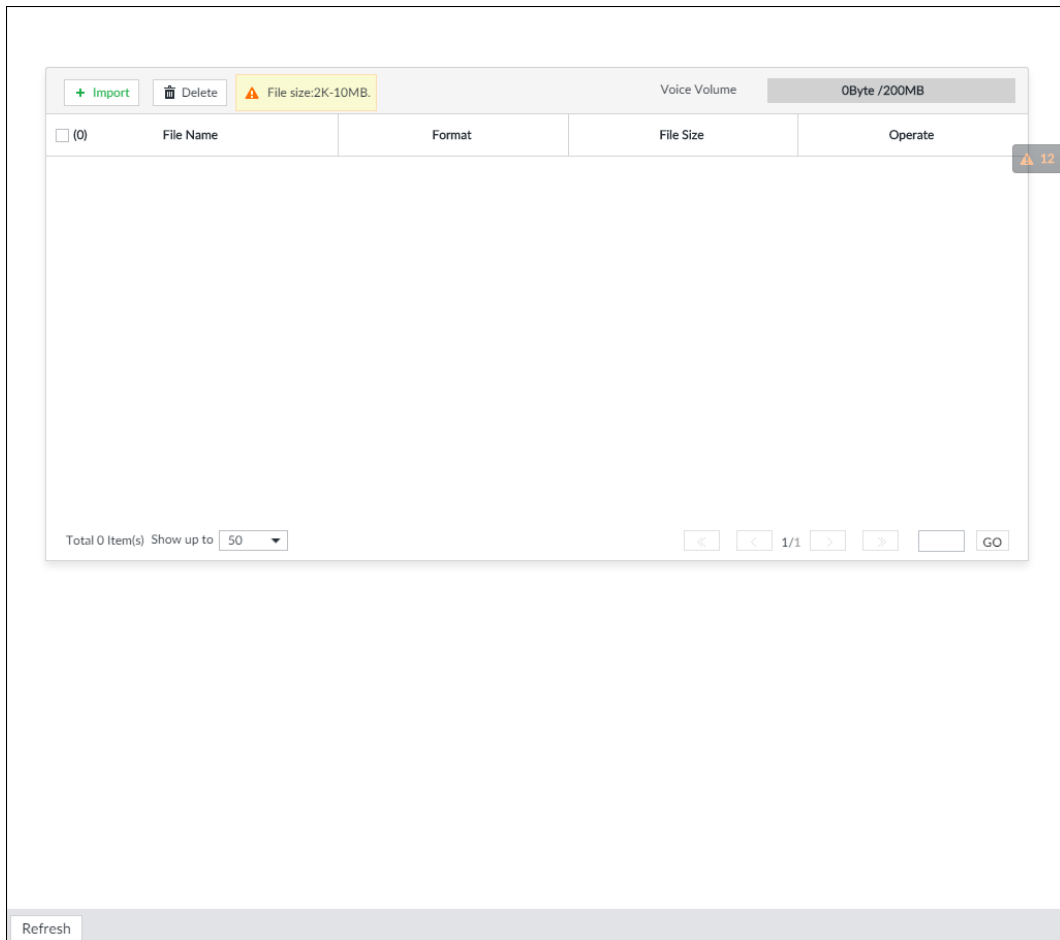 + Import Delete File size:2K-10MB. Voice Volume 0Byte /200MB
(0) File Name Format File Size Operate
12
Total 0 Item(s) Show up to 50 1/1 GO
Refresh